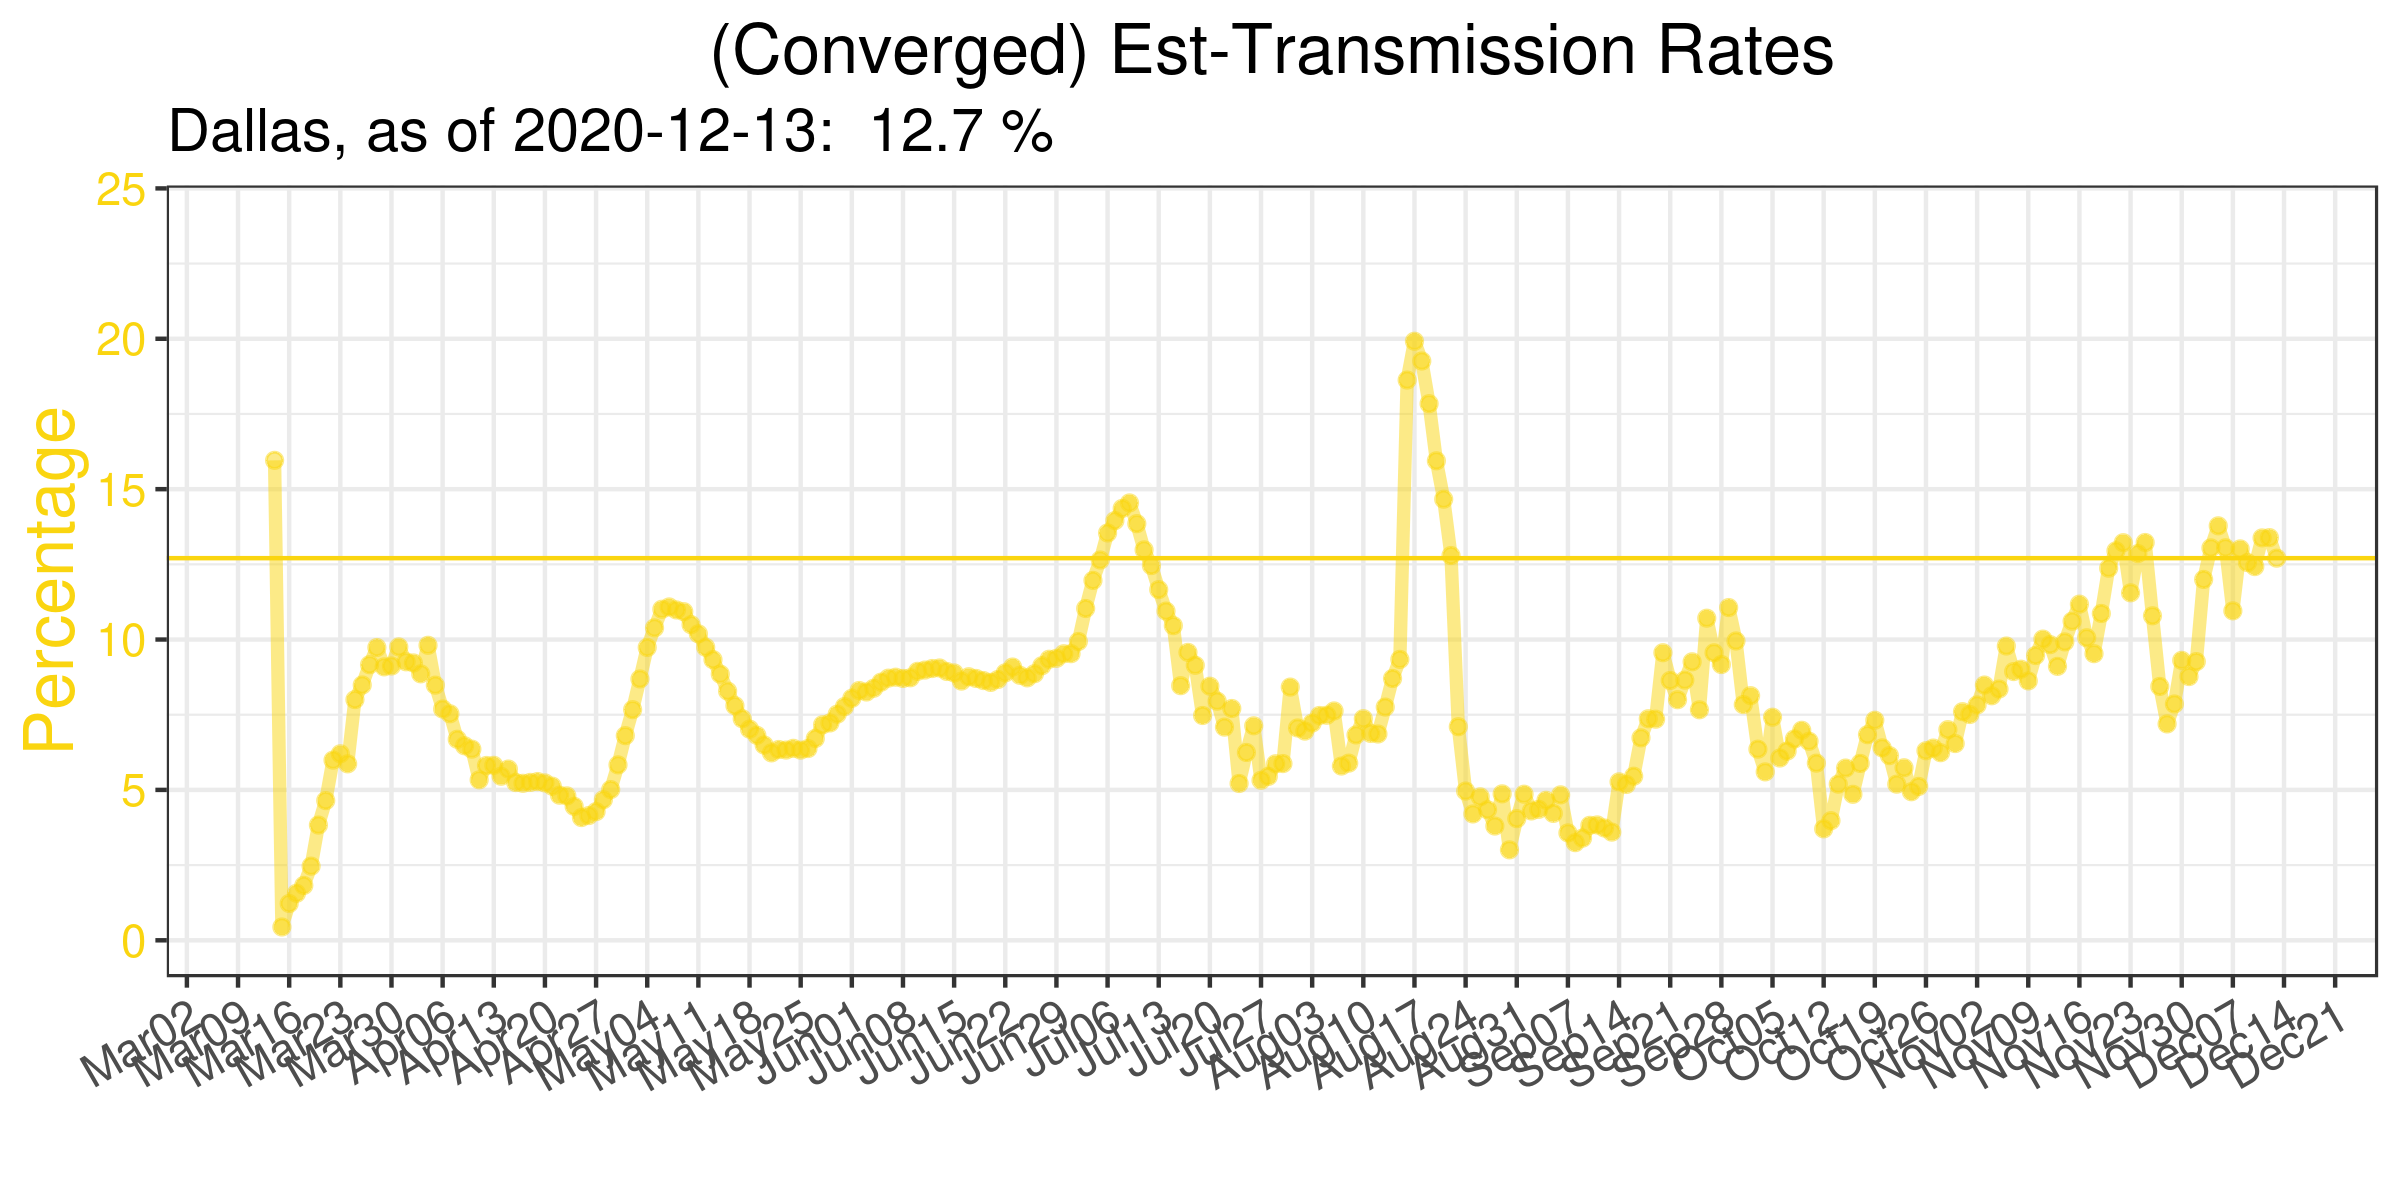 (Converged) Est-Transmission Rates
Dallas, as of 2020-12-13:  12.7 %
Percentage
25
20
15
10
5
0
Mar02
Mar09
Mar16
Mar23
Mar30
Apr06
Apr13
Apr20
Apr27
May04
May11
May18
May25
Jun01
Jun08
Jun15
Jun22
Jun29
Jul06
Jul13
Jul20
Jul27
Aug03
Aug10
Aug17
Aug24
Aug31
Sep07
Sep14
Sep21
Sep28
Oct05
Oct12
Oct19
Oct26
Nov02
Nov09
Nov16
Nov23
Nov30
Dec07
Dec14
Dec21